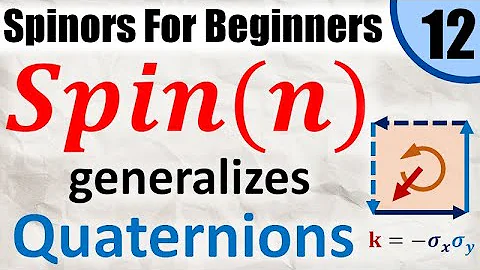 Spinors For Beginners 12
Spin(n)
generalizes
Quaternions
k = −σxσy